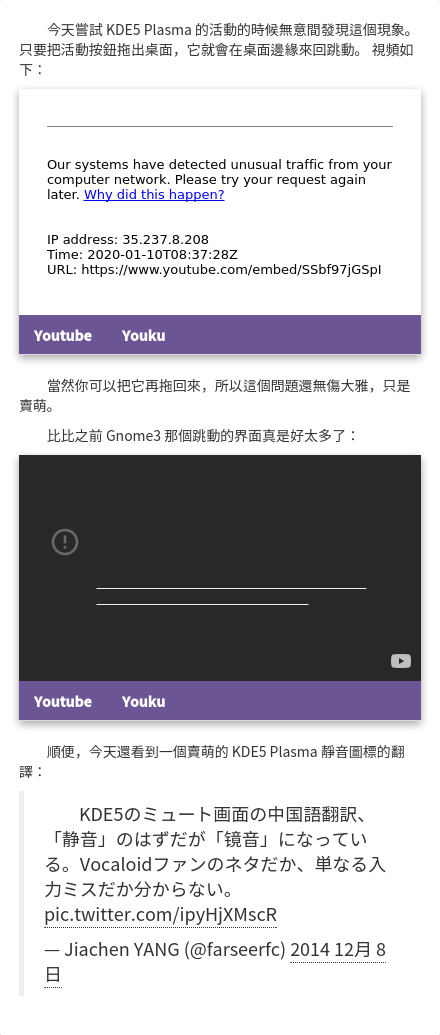 今天嘗試 KDE5 Plasma 的活動的時候無意間發現這個現象。
只要把活動按鈕拖出桌面，它就會在桌面邊緣來回跳動。 視頻如
下：
Our systems have detected unusual traffic from your
computer network. Please try your request again
later. Why did this happen?
IP address: 35.237.8.208
Time: 2020-01-10T08:37:28Z
URL: https://www.youtube.com/embed/SSbf97jGSpI
Youtube Youku
當然你可以把它再拖回來，所以這個問題還無傷大雅，只是
賣萌。
比比之前 Gnome3 那個跳動的界面真是好太多了：
Youtube Youku
順便，今天還看到一個賣萌的 KDE5 Plasma 靜音圖標的翻
譯：
KDE5のミュート画面の中国語翻訳、
「静音」のはずだが「镜音」になってい
る。Vocaloidファンのネタだか、単なる入
力ミスだか分からない。
pic.twitter.com/ipyHjXMscR
— Jiachen YANG (@farseerfc) 2014 12月 8
日